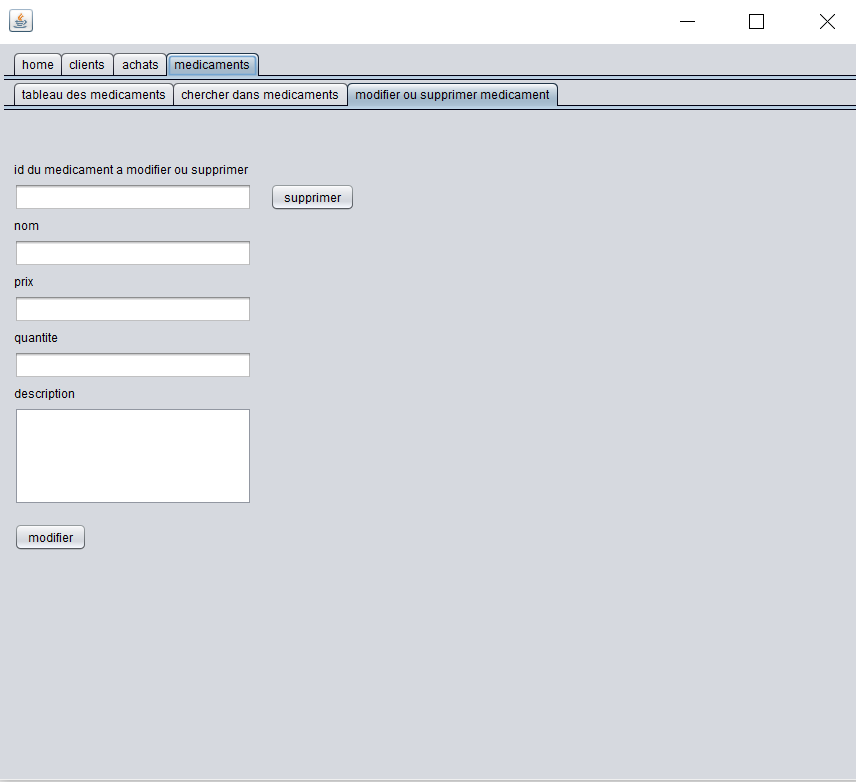 home clients achats medicaments
tableau des medicaments chercher dans medicaments modifier ou supprimer medicament
id du medicament a modifier ou supprimer
supprimer
nom
prix
quantite
description
modifier